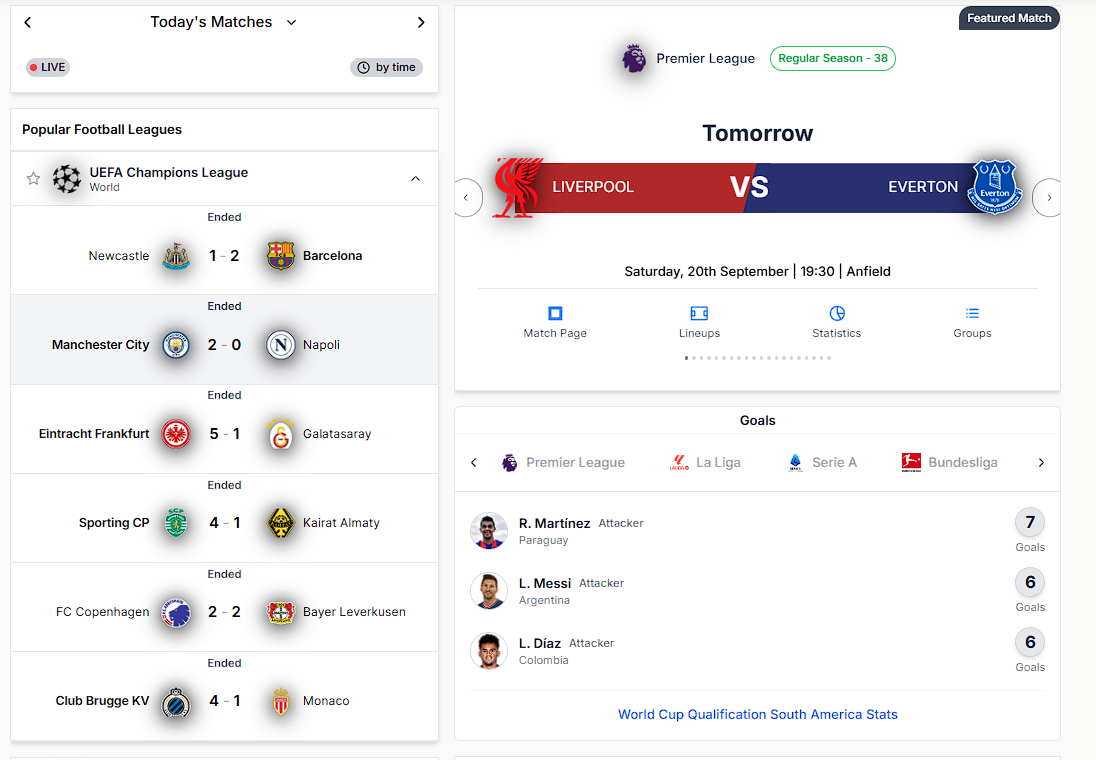 Today's Matches
LIVE
by time
Popular Football Leagues
UEFA Champions League
World
Ended
Newcastle 1 - 2 Barcelona
Ended
Manchester City 2 - 0 Napoli
Ended
Eintracht Frankfurt 5 - 1 Galatasaray
Ended
Sporting CP 4 - 1 Kairat Almaty
Ended
FC Copenhagen 2 - 2 Bayer Leverkusen
Ended
Club Brugge KV 4 - 1 Monaco
Featured Match
Premier League Regular Season - 38
Tomorrow
LIVERPOOL VS EVERTON Everton
Saturday, 20th September | 19:30 | Anfield
Match Page Lineups Statistics Groups
Goals
Premier League La Liga Serie A Bundesliga
R. Martínez Attacker 7
Paraguay Goals
L. Messi Attacker 6
Argentina Goals
L. Díaz Attacker 6
Colombia Goals
World Cup Qualification South America Stats